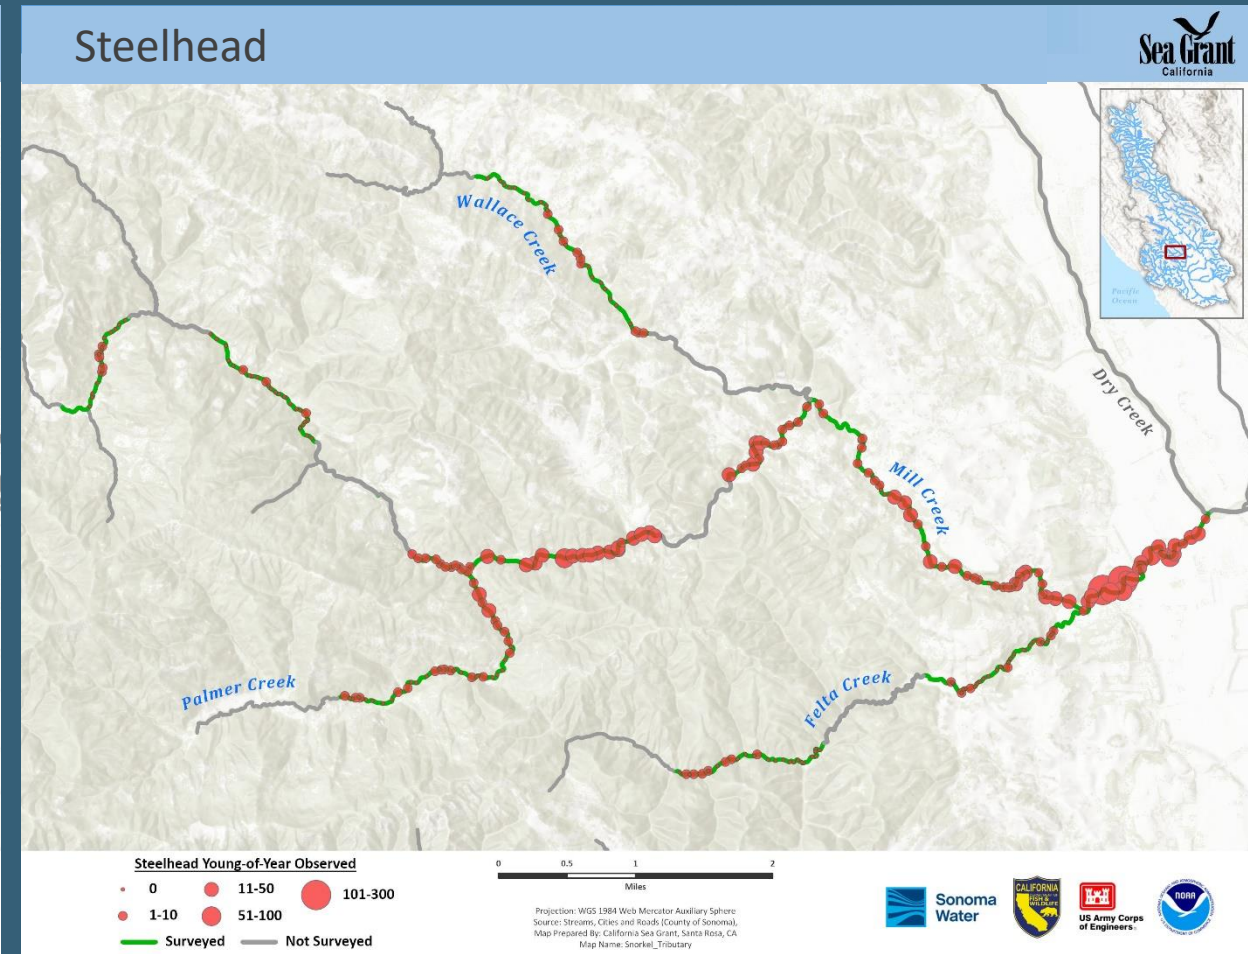 Steelhead
Sea Grant
California
Wallace Creek
Pacific
Ocean
Dry Creek
Mill Creek
Palmer Creek
Felta Creek
Steelhead Young-of-Year Observed
0
11-50
101-300
1-10
51-100
Surveyed
Not Surveyed
0
0.5
1
2
Miles
Projection: WGS 1984 Web Mercator Auxiliary Sphere
Source: Streams, Cities and Roads (County of Sonoma),
Map Prepared By: California Sea Grant, Santa Rosa, CA
Map Name: Snorkel_Tributary
Sonoma
Water
CALIFORNIA
FISH &
WILDLIFE
US Army Corps
of Engineers
NOAA